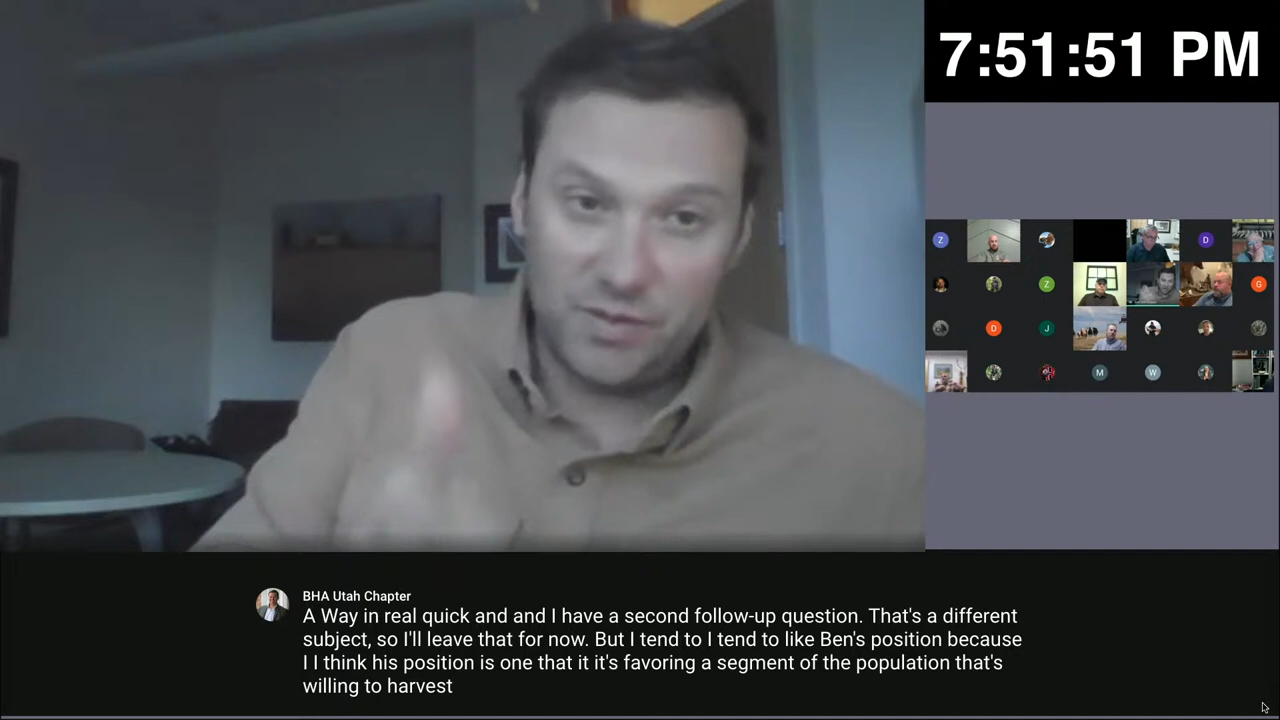 7:51:51 PM
Z
D
Z
G
D
J
M
W
BHA Utah Chapter
A Way in real quick and and I have a second follow-up question. That's a different
subject, so I'll leave that for now. But I tend to I tend to like Ben's position because
I I think his position is one that it it's favoring a segment of the population that's
willing to harvest